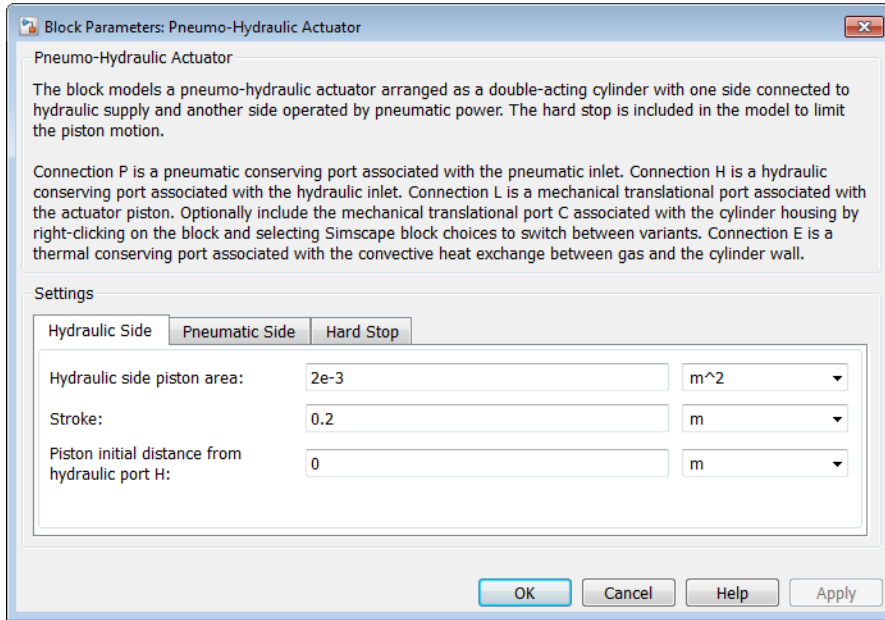 Block Parameters: Pneumo-Hydraulic Actuator
Pneumo-Hydraulic Actuator
The block models a pneumo-hydraulic actuator arranged as a double-acting cylinder with one side connected to
hydraulic supply and another side operated by pneumatic power. The hard stop is included in the model to limit
the piston motion.
Connection P is a pneumatic conserving port associated with the pneumatic inlet. Connection H is a hydraulic
conserving port associated with the hydraulic inlet. Connection L is a mechanical translational port associated with
the actuator piston. Optionally include the mechanical translational port C associated with the cylinder housing by
right-clicking on the block and selecting Simscape block choices to switch between variants. Connection E is a
thermal conserving port associated with the convective heat exchange between gas and the cylinder wall.
Settings
Hydraulic Side Pneumatic Side Hard Stop
Hydraulic side piston area: 2e-3 m^2
Stroke: 0.2 m
Piston initial distance from
hydraulic port H: 0 m
OK Cancel Help Apply